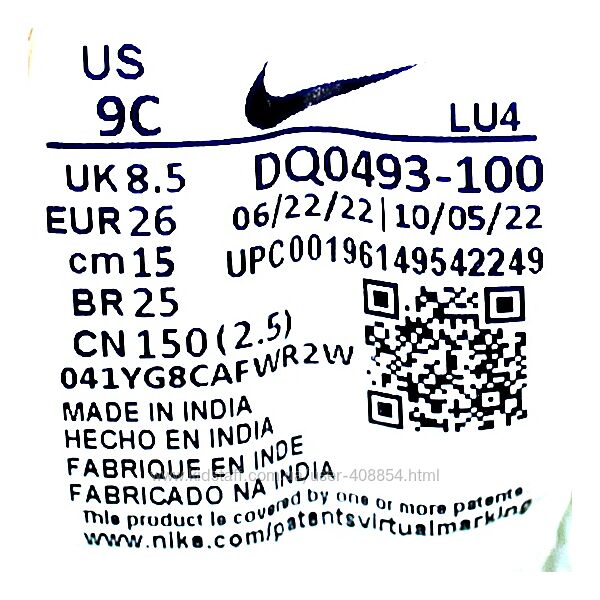 US
9C
LU4
UK 8.5
DQ0493-100
EUR 26
06/22/22|10/05/22
cm 15
UPC00196149542249
BR 25
CN 150 (2.5)
041YG8CAFWR2W
MADE IN INDIA
HECHO EN INDIA
FABRIQUE EN INDE
FABRICADO NA INDIA
This product is covered by one or more patents
www.nike.com/patentsvirtualmarking